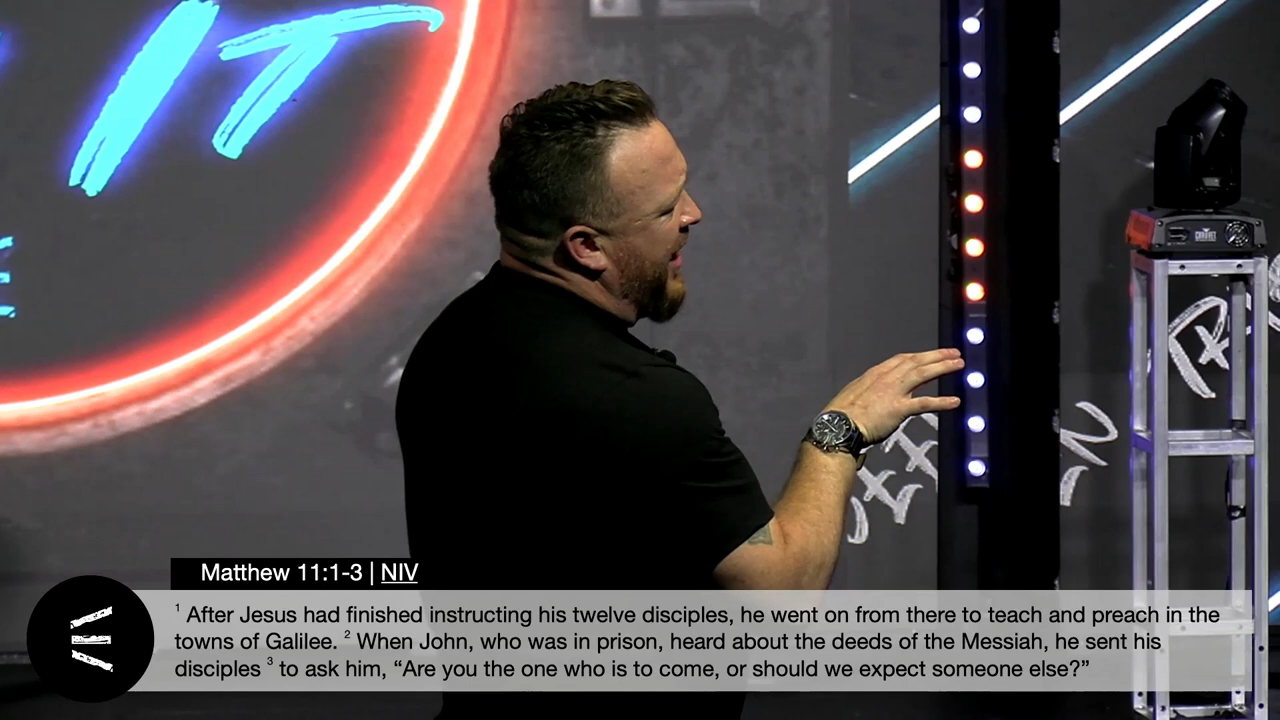 IT
E
CHAUVET
Matthew 11:1-3 | NIV
¹ After Jesus had finished instructing his twelve disciples, he went on from there to teach and preach in the
towns of Galilee. ² When John, who was in prison, heard about the deeds of the Messiah, he sent his
disciples ³ to ask him, “Are you the one who is to come, or should we expect someone else?”